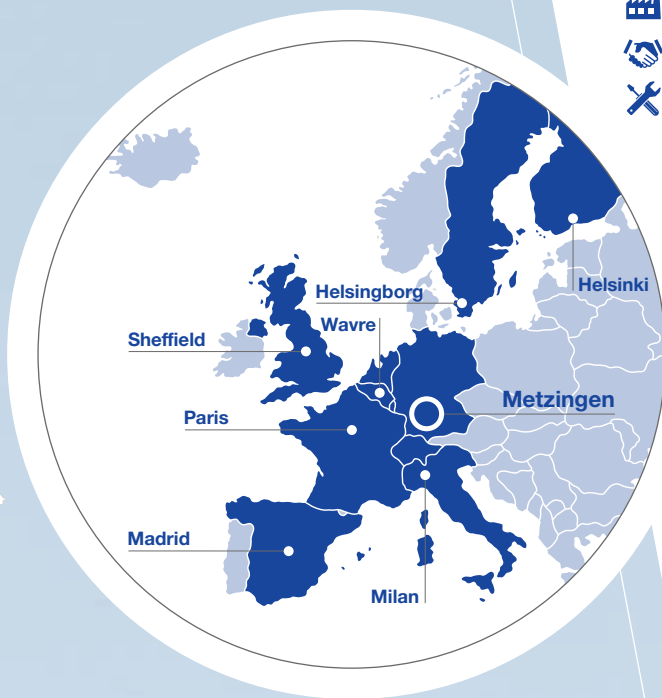 Helsinki
Helsingborg
Wavre
Sheffield
Metzingen
Paris
Madrid
Milan